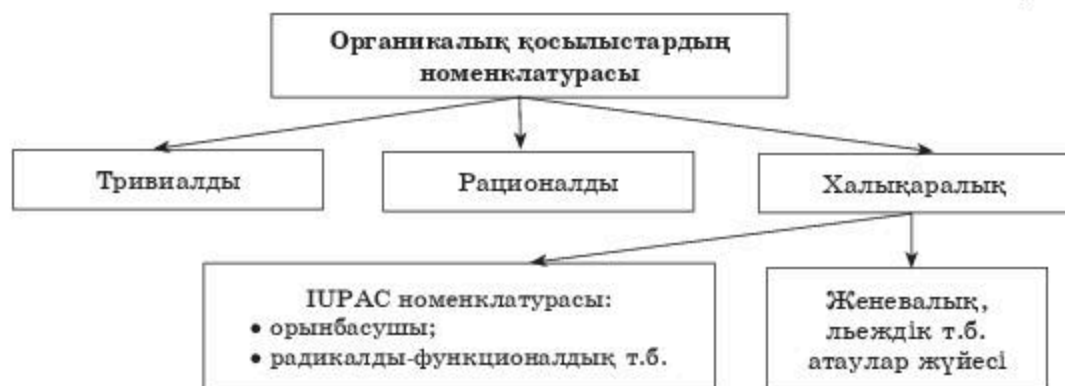 Органикалық қосылыстардың
номенклатурасы
Тривиалды
Рационалды
Халықаралық
IUPAC номенклатурасы:
• орынбасушы;
• радикалды-функционалдық т.б.
Женевалық,
льеждік т.б.
атаулар жүйесі